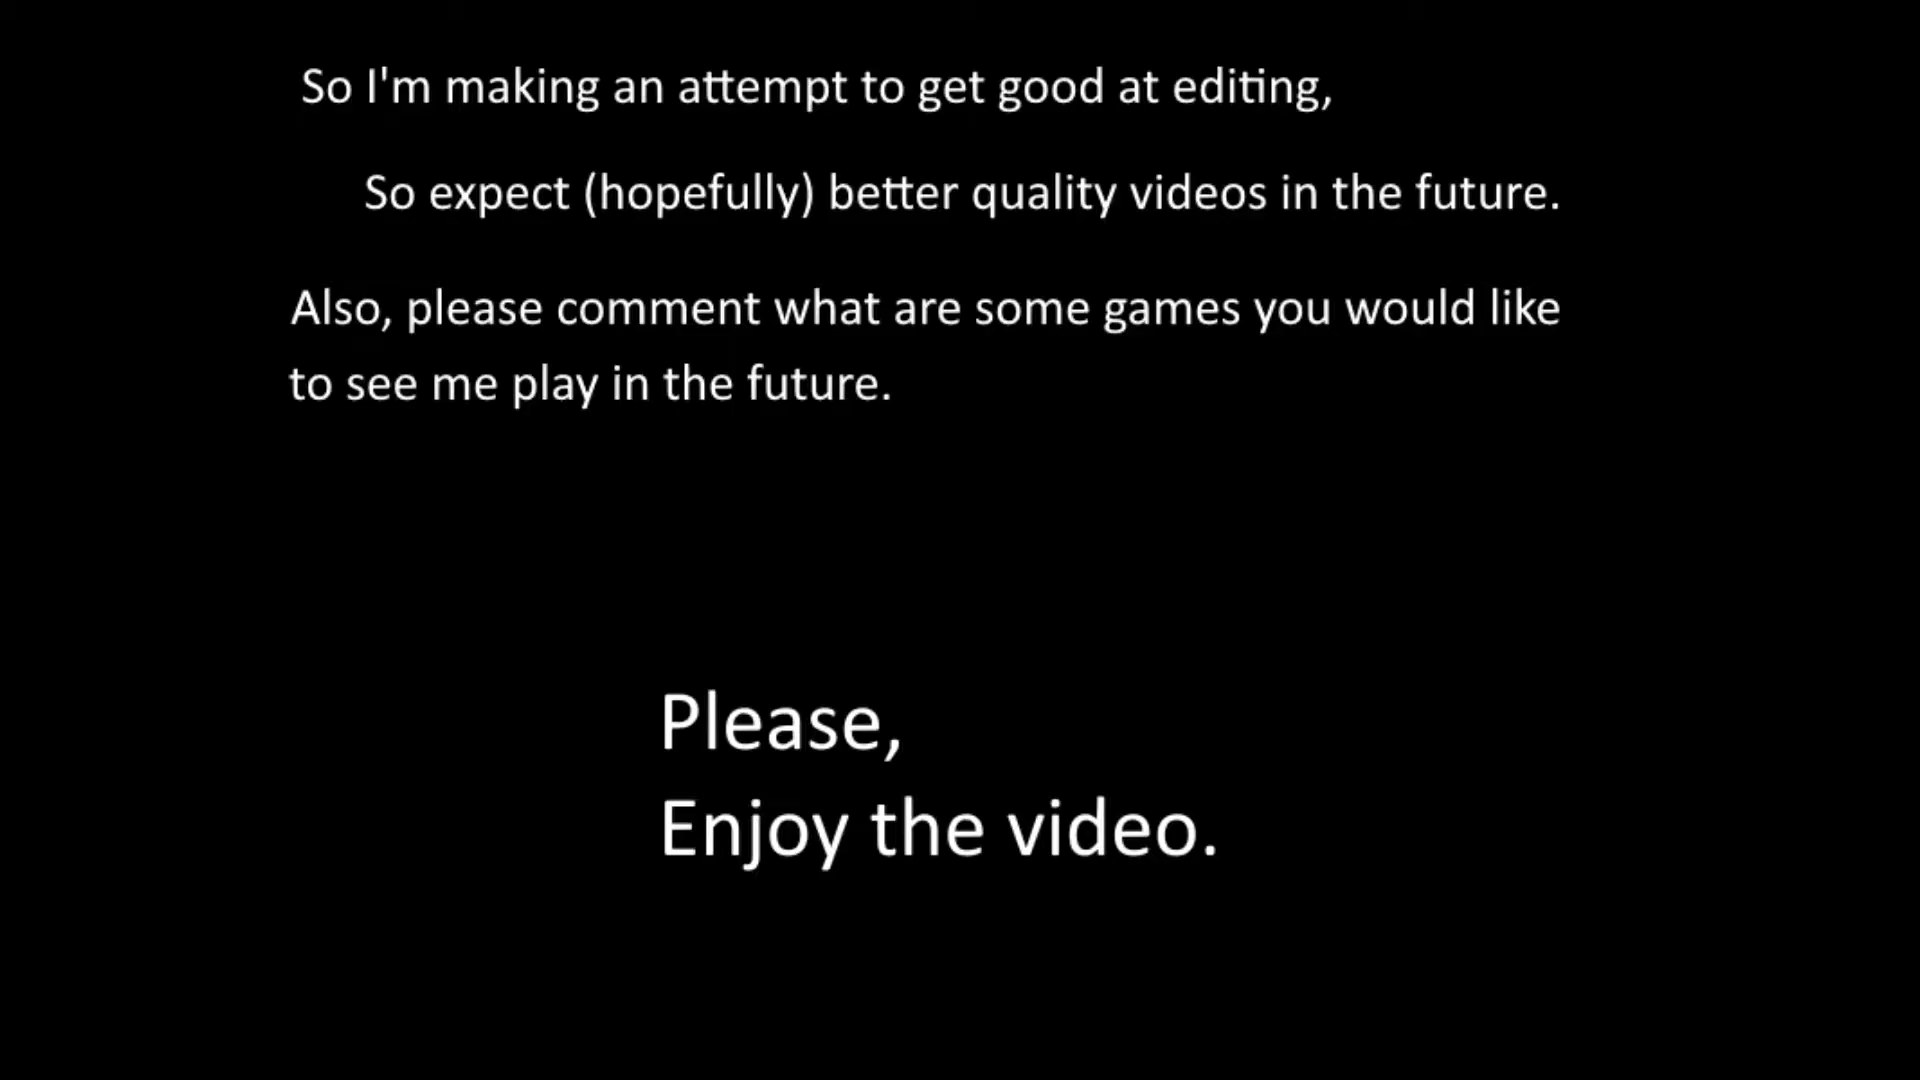 So I'm making an attempt to get good at editing,
So expect (hopefully) better quality videos in the future.
Also, please comment what are some games you would like
to see me play in the future.
Please,
Enjoy the video.